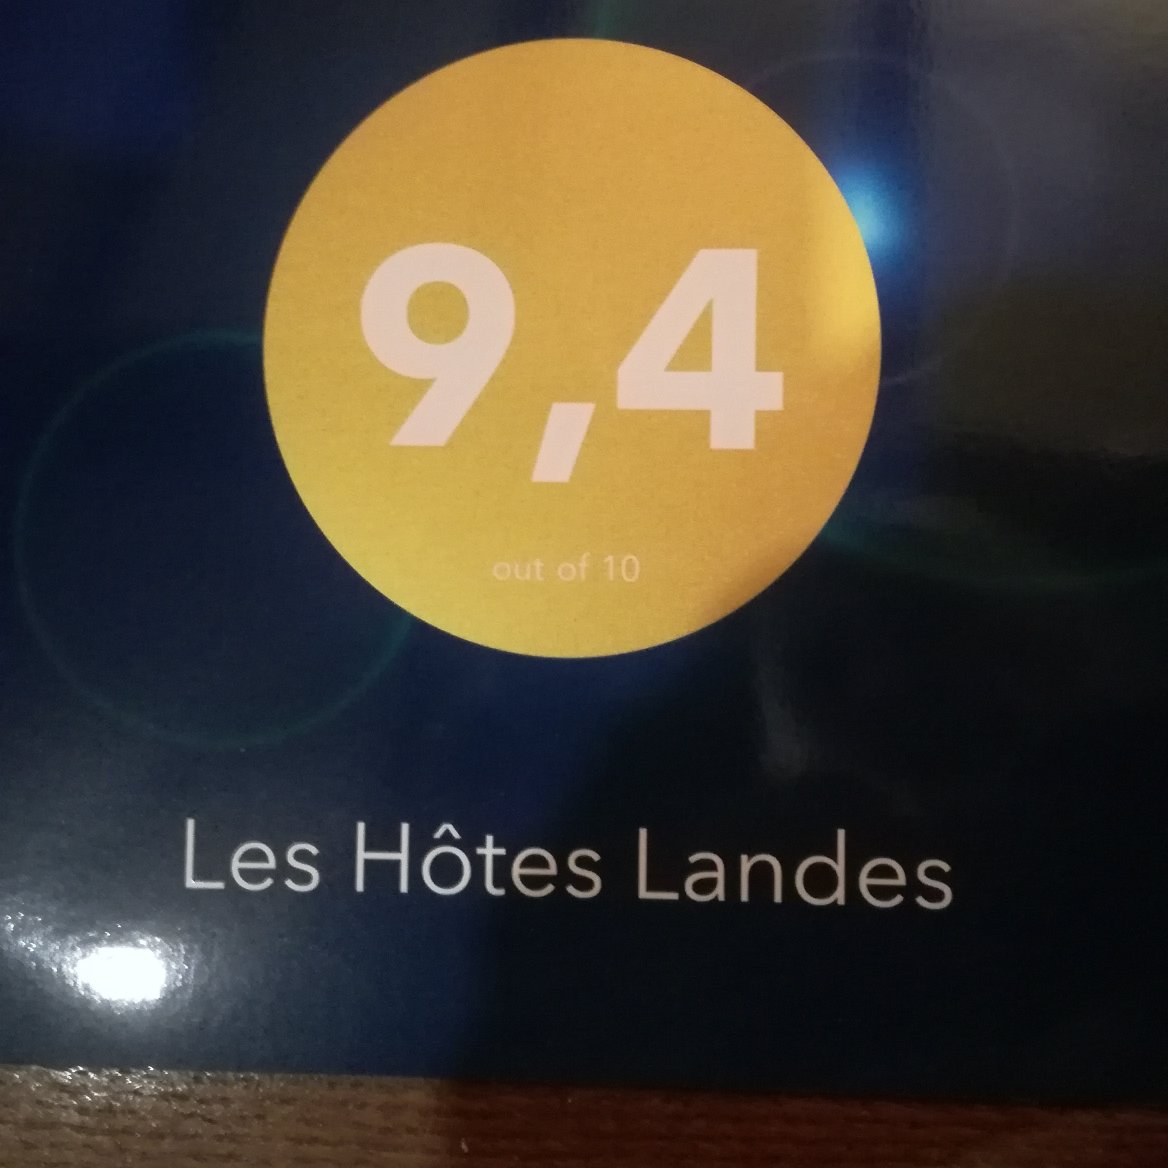 9,4
out of 10
Les Hôtes Landes